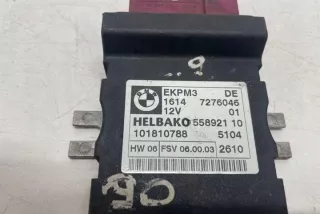 EKPM3 DE
1614 7276046
12V 01
HELBAKO 558921 10
101810788 5104
HW 06 FSV 06.00.03 2610